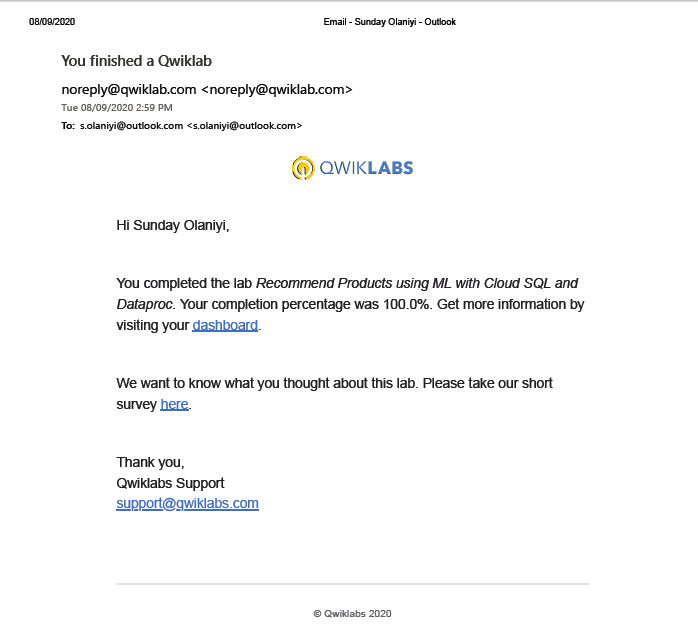 08/09/2020 Email - Sunday Olaniyi - Outlook
You finished a Qwiklab
noreply@qwiklab.com <noreply@qwiklab.com>
Tue 08/09/2020 2:59 PM
To: s.olaniyi@outlook.com <s.olaniyi@outlook.com>
QWIKLABS
Hi Sunday Olaniyi,
You completed the lab Recommend Products using ML with Cloud SQL and
Dataproc. Your completion percentage was 100.0%. Get more information by
visiting your dashboard.
We want to know what you thought about this lab. Please take our short
survey here.
Thank you,
Qwiklabs Support
support@qwiklabs.com
© Qwiklabs 2020